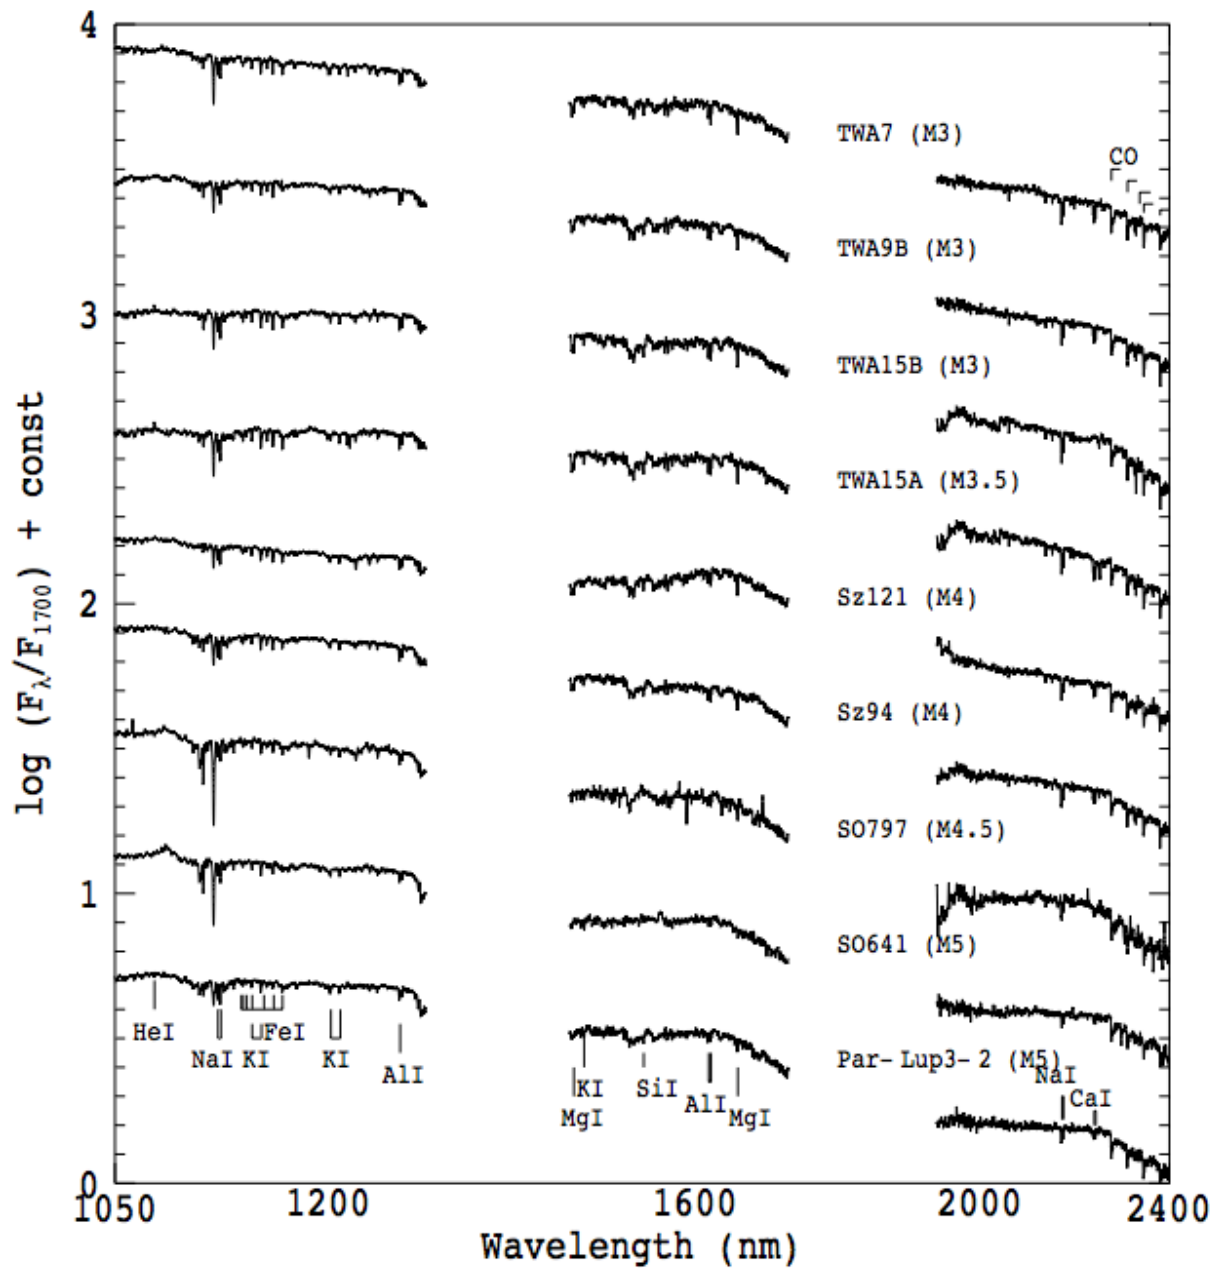 4
TWA7 (M3)
CO
TWA9B (M3)
3
TWA15B (M3)
log (Fλ/F1700) + const
TWA15A (M3.5)
2
Sz121 (M4)
Sz94 (M4)
SO797 (M4.5)
1
SO641 (M5)
HeI
FeI
NaI KI KI
AlI
Par-Lup3-2 (M5)
NaI
KI SiI
CaI
AlI
MgI MgI
0
1050 1200 1600 2000 2400
Wavelength (nm)